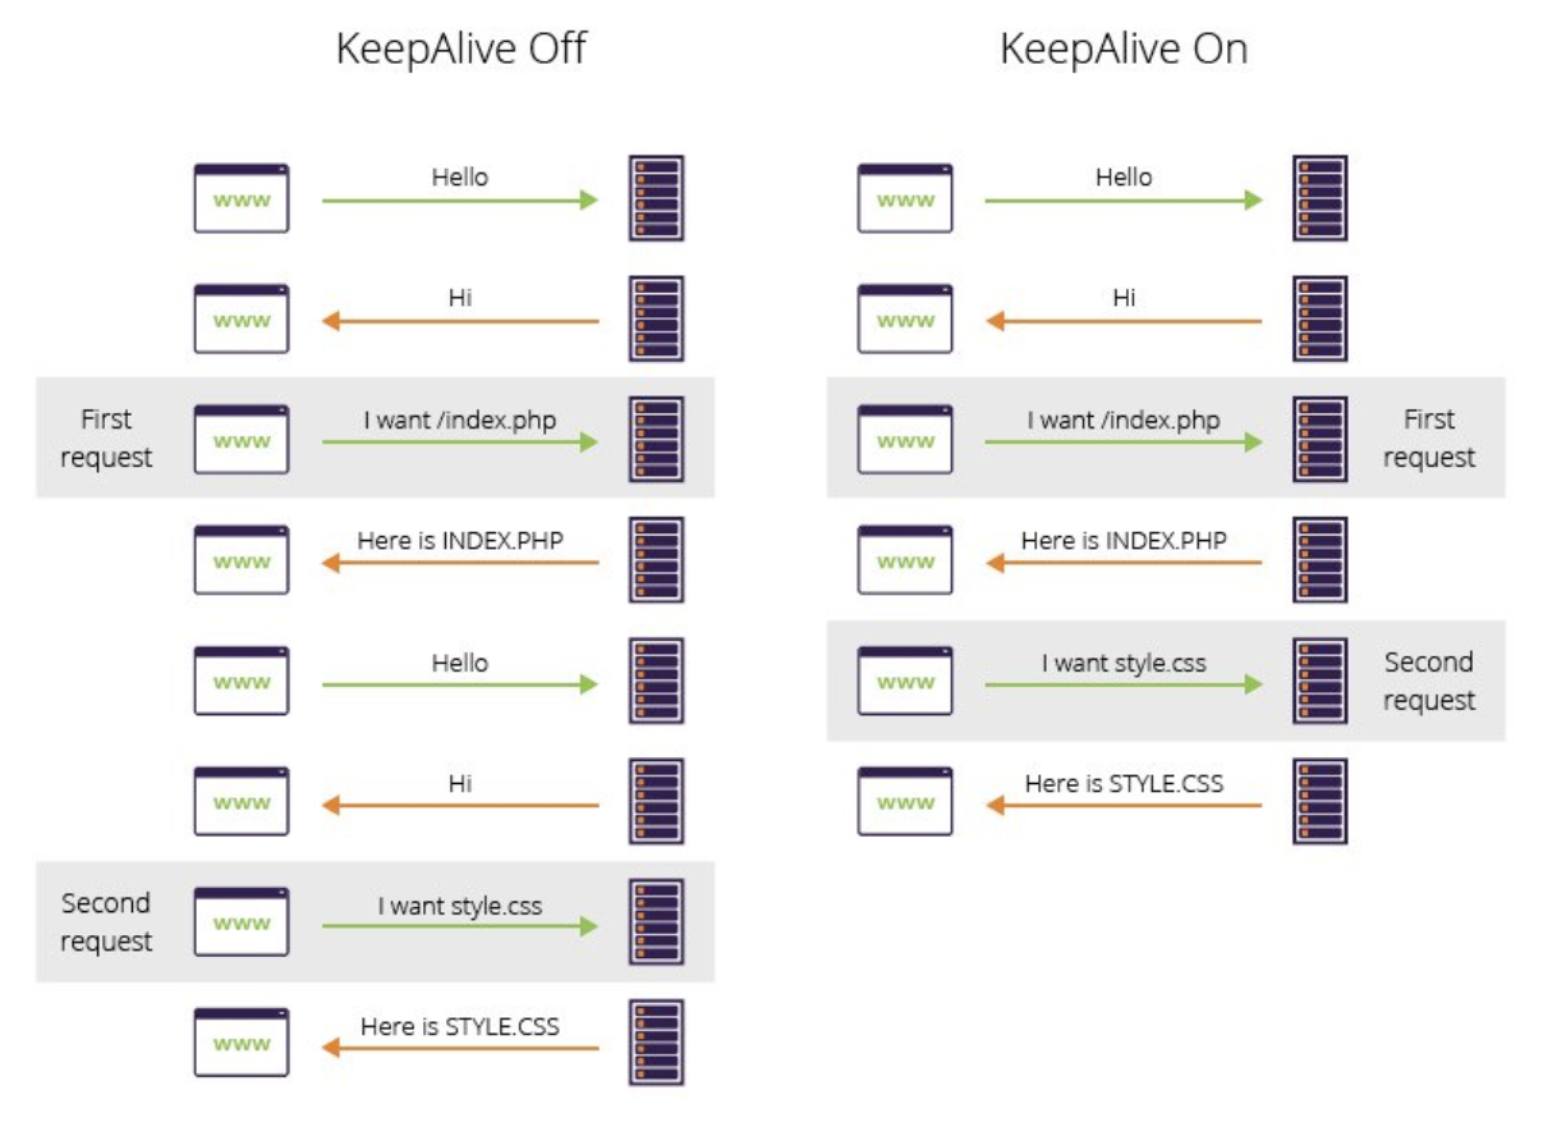 KeepAlive Off
Hello
www
Hi
www
First
request
I want /index.php
www
Here is INDEX.PHP
www
Hello
www
Hi
www
Second
request
I want style.css
www
Here is STYLE.CSS
www
KeepAlive On
Hello
www
Hi
www
I want /index.php
www
First
request
Here is INDEX.PHP
www
I want style.css
www
Second
request
Here is STYLE.CSS
www